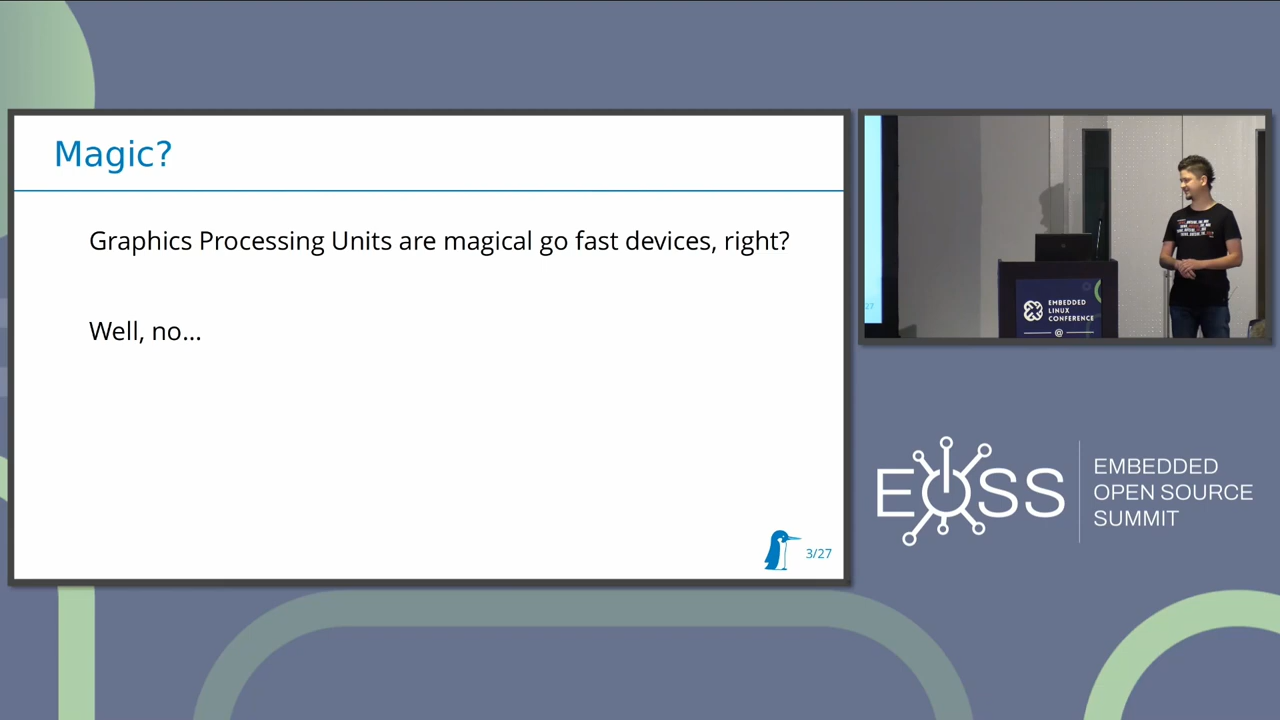 Magic?
Graphics Processing Units are magical go fast devices, right?
Well, no...
3/27
27
EMBEDDED
LINUX
CONFERENCE
@
EOSS
EMBEDDED
OPEN SOURCE
SUMMIT